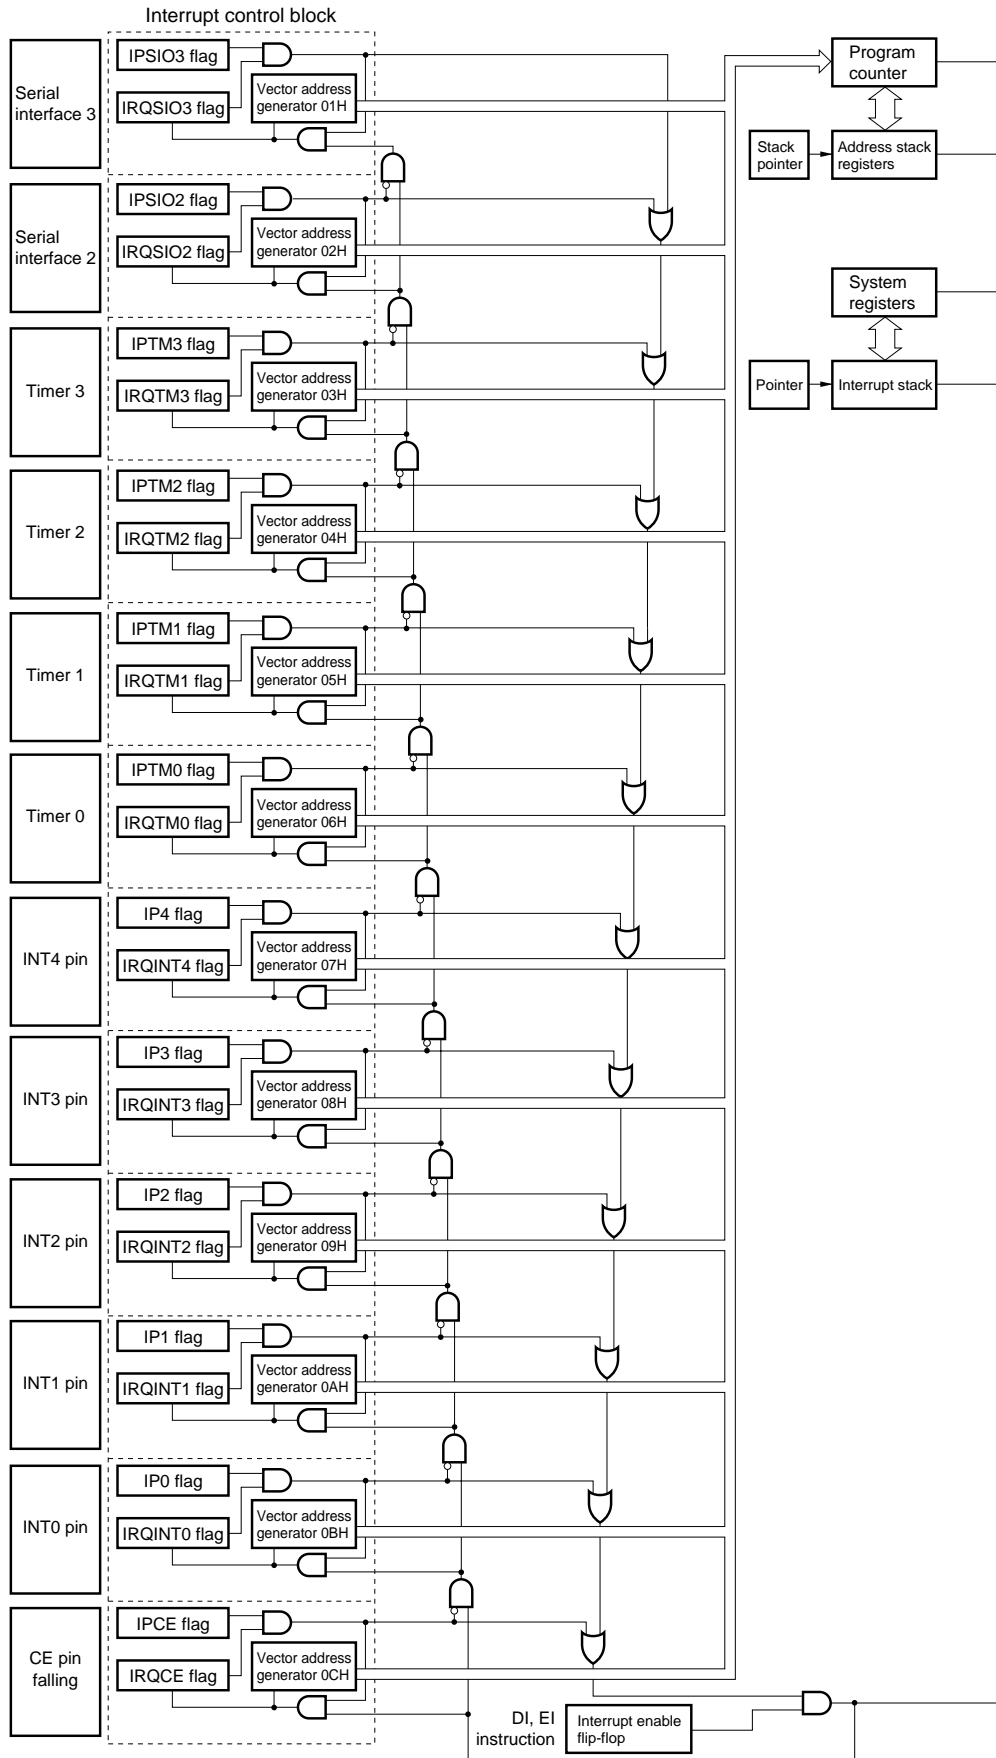 Interrupt control block
Serial
interface 3
IPSIO3 flag
IRQSIO3 flag
Vector address
generator 01H
Program
counter
Stack
pointer
Address stack
registers
Serial
interface 2
IPSIO2 flag
IRQSIO2 flag
Vector address
generator 02H
System
registers
Timer 3
IPTM3 flag
IRQTM3 flag
Vector address
generator 03H
Pointer
Interrupt stack
Timer 2
IPTM2 flag
IRQTM2 flag
Vector address
generator 04H
Timer 1
IPTM1 flag
IRQTM1 flag
Vector address
generator 05H
Timer 0
IPTM0 flag
IRQTM0 flag
Vector address
generator 06H
INT4 pin
IP4 flag
IRQINT4 flag
Vector address
generator 07H
INT3 pin
IP3 flag
IRQINT3 flag
Vector address
generator 08H
INT2 pin
IP2 flag
IRQINT2 flag
Vector address
generator 09H
INT1 pin
IP1 flag
IRQINT1 flag
Vector address
generator 0AH
INT0 pin
IP0 flag
IRQINT0 flag
Vector address
generator 0BH
CE pin
falling
IPCE flag
IRQCE flag
Vector address
generator 0CH
DI, EI
instruction
Interrupt enable
flip-flop